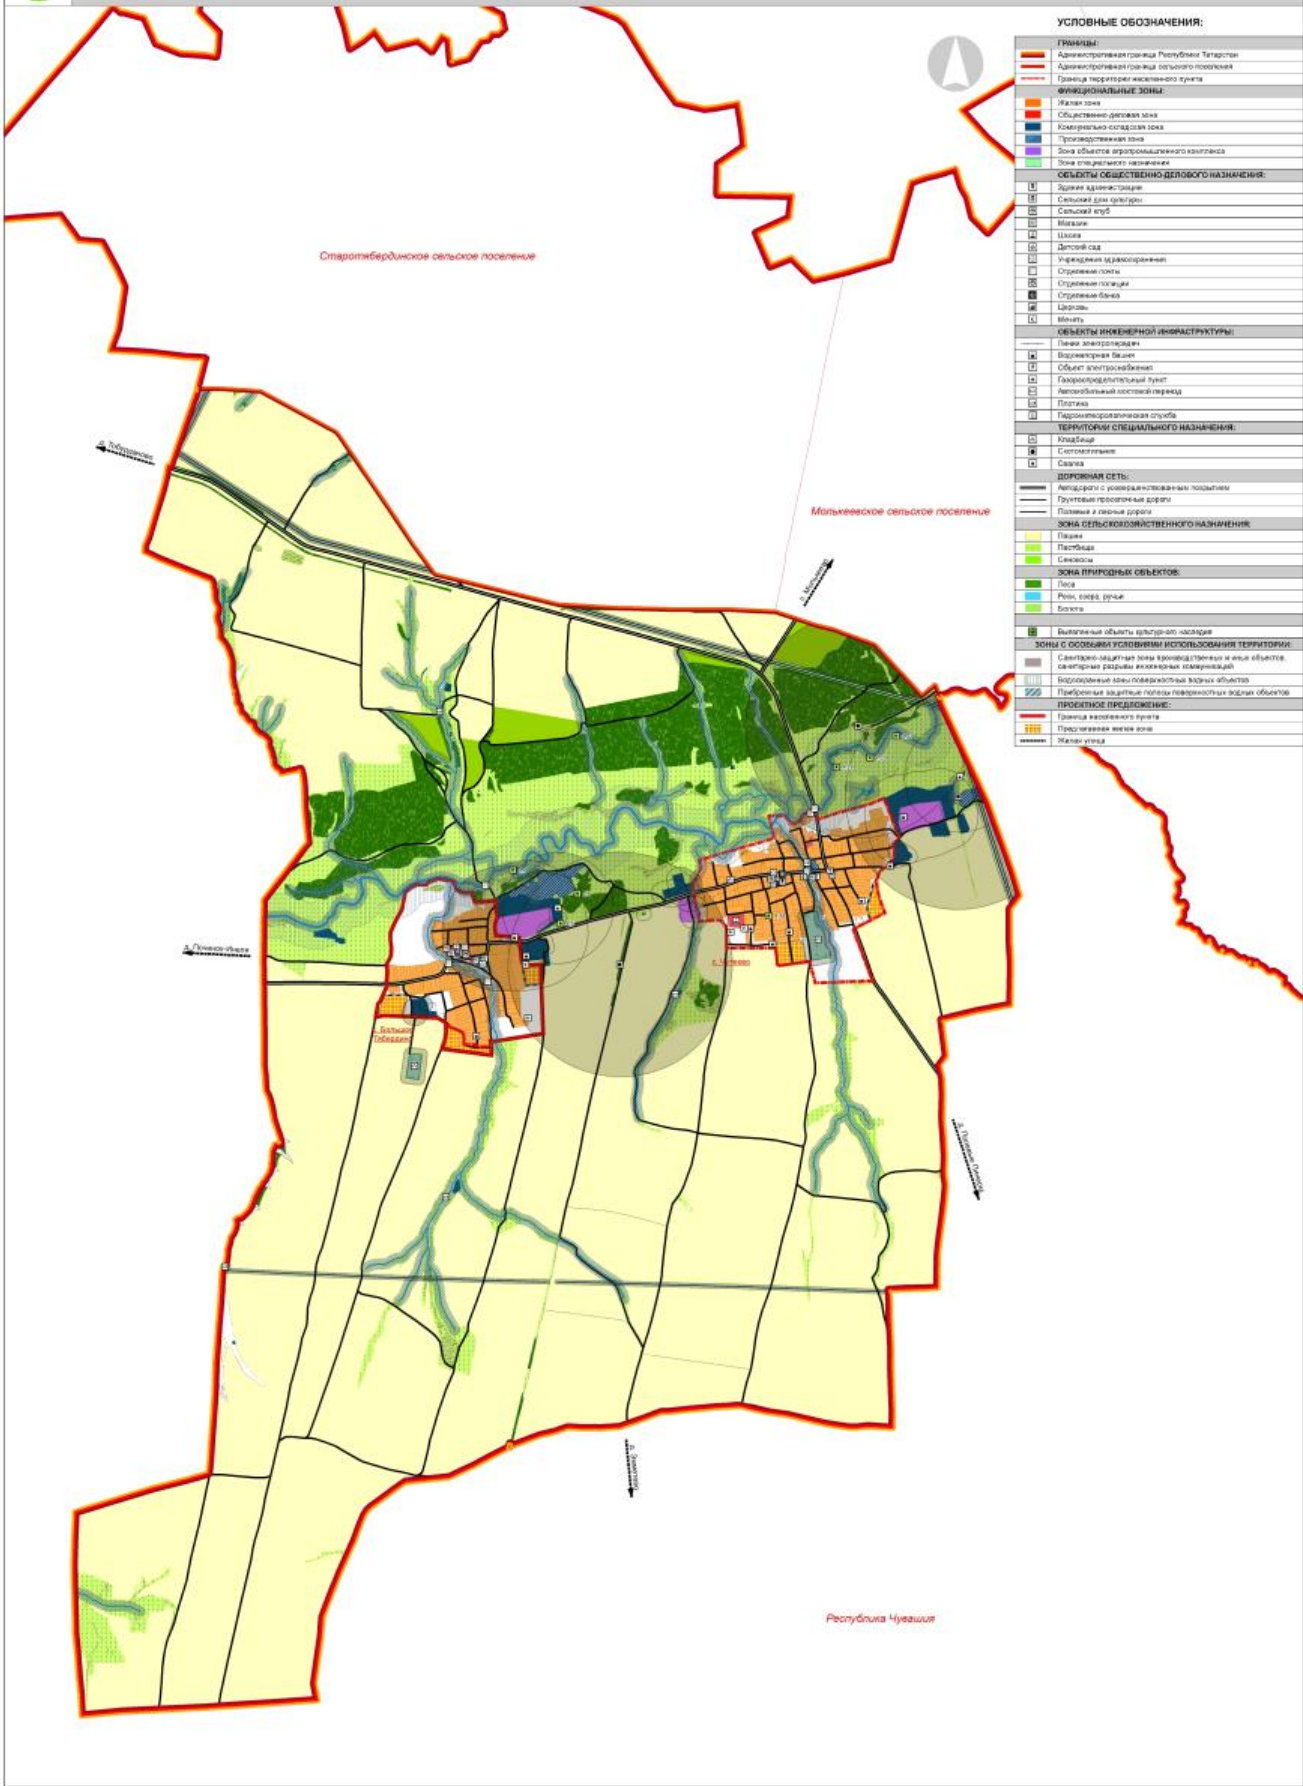 УСЛОВНЫЕ ОБОЗНАЧЕНИЯ:
ГРАНИЦЫ:
Административная граница Республики Татарстан
Административная граница сельского поселения
Граница территории населенного пункта
ФУНКЦИОНАЛЬНЫЕ ЗОНЫ:
Жилая зона
Общественно-деловая зона
Коммунально-складская зона
Производственная зона
Зона объектов агропромышленного комплекса
Зона специального назначения
ОБЪЕКТЫ ОБЩЕСТВЕННО-ДЕЛОВОГО НАЗНАЧЕНИЯ:
Здание администрации
Сельский дом культуры
Сельский клуб
Магазин
Школа
Детский сад
Учреждения здравоохранения
Отделение почты
Отделение полиции
Отделение банка
Церковь
Мечеть
ОБЪЕКТЫ ИНЖЕНЕРНОЙ ИНФРАСТРУКТУРЫ:
Линии электропередач
Водонапорная башня
Объект электроснабжения
Газораспределительный пункт
Автомобильный мостовой переход
Плотина
Гидрометеорологическая служба
ТЕРРИТОРИИ СПЕЦИАЛЬНОГО НАЗНАЧЕНИЯ:
Кладбище
Скотомогильник
Свалка
ДОРОЖНАЯ СЕТЬ:
Автодороги с усовершенствованным покрытием
Грунтовые проселочные дороги
Полевые и лесные дороги
ЗОНА СЕЛЬСКОХОЗЯЙСТВЕННОГО НАЗНАЧЕНИЯ:
Пашни
Пастбища
Сенокосы
ЗОНА ПРИРОДНЫХ ОБЪЕКТОВ:
Леса
Реки, озера, ручьи
Болота
Выявленные объекты культурного наследия
ЗОНЫ С ОСОБЫМИ УСЛОВИЯМИ ИСПОЛЬЗОВАНИЯ ТЕРРИТОРИИ:
Санитарно-защитные зоны производственных и иных объектов,
санитарные разрывы инженерных коммуникаций
Водоохранные зоны поверхностных водных объектов
Прибрежные защитные полосы поверхностных водных объектов
ПРОЕКТНОЕ ПРЕДЛОЖЕНИЕ:
Граница населенного пункта
Предлагаемая жилая зона
Жилая улица
Старотябердинское сельское поселение
д. Тоберданово
Молькеевское сельское поселение
с. Молькеево
д. Починок-Инели
с. Чутеево
с. Большое
Тябердино
Республика Чувашия